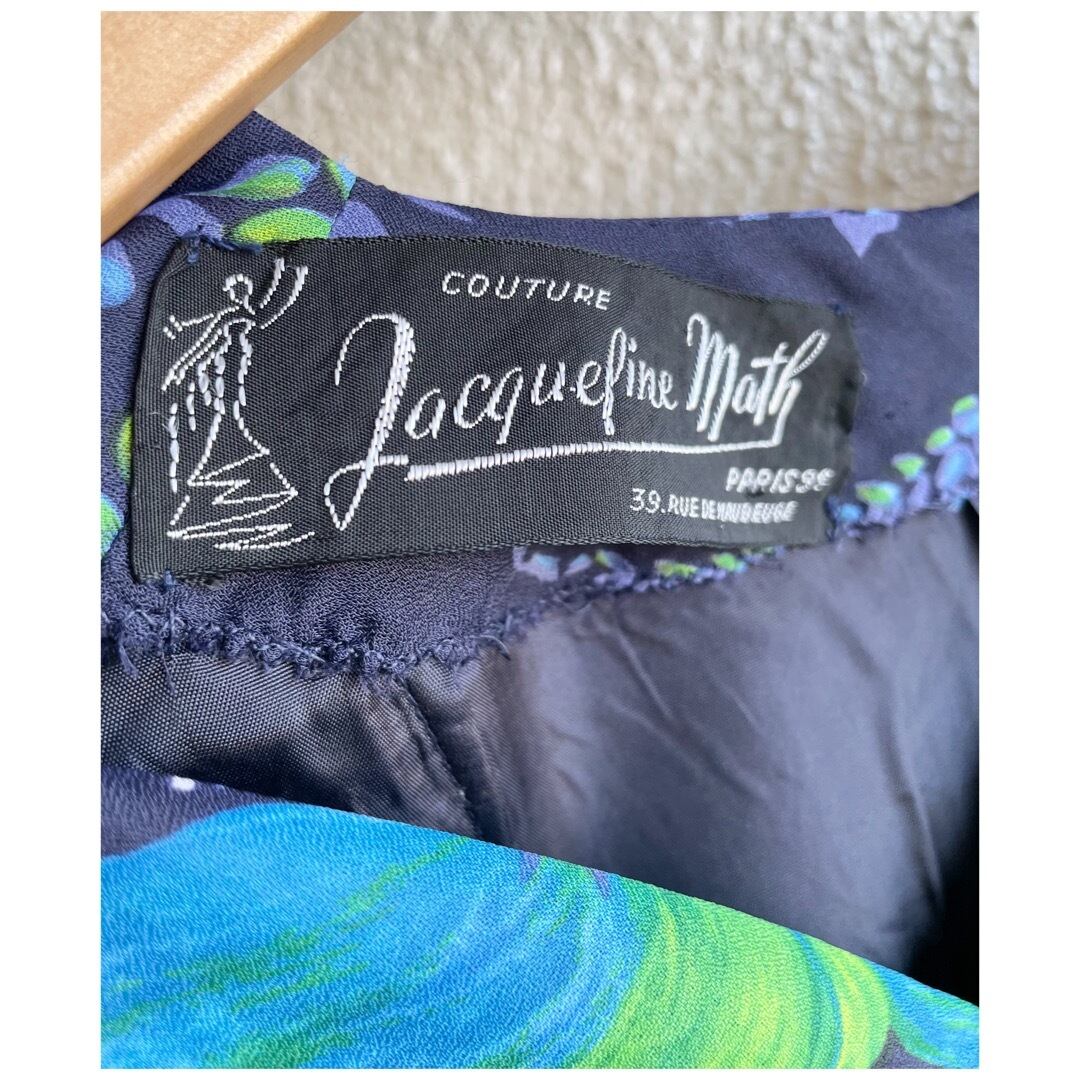 COUTURE
Jacqueline Math
PARIS 9E
39. RUE DE MAUBEUGE